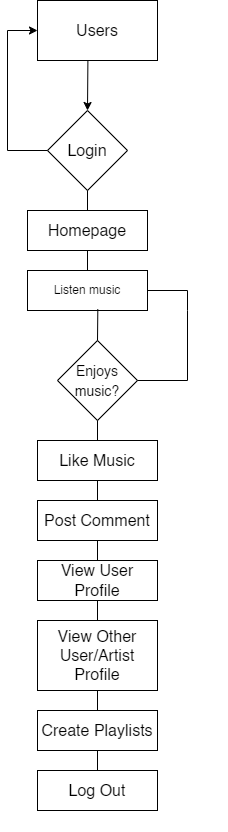 Users
Login
Homepage
Listen music
Enjoys
music?
Like Music
Post Comment
View User
Profile
View Other
User/Artist
Profile
Create Playlists
Log Out